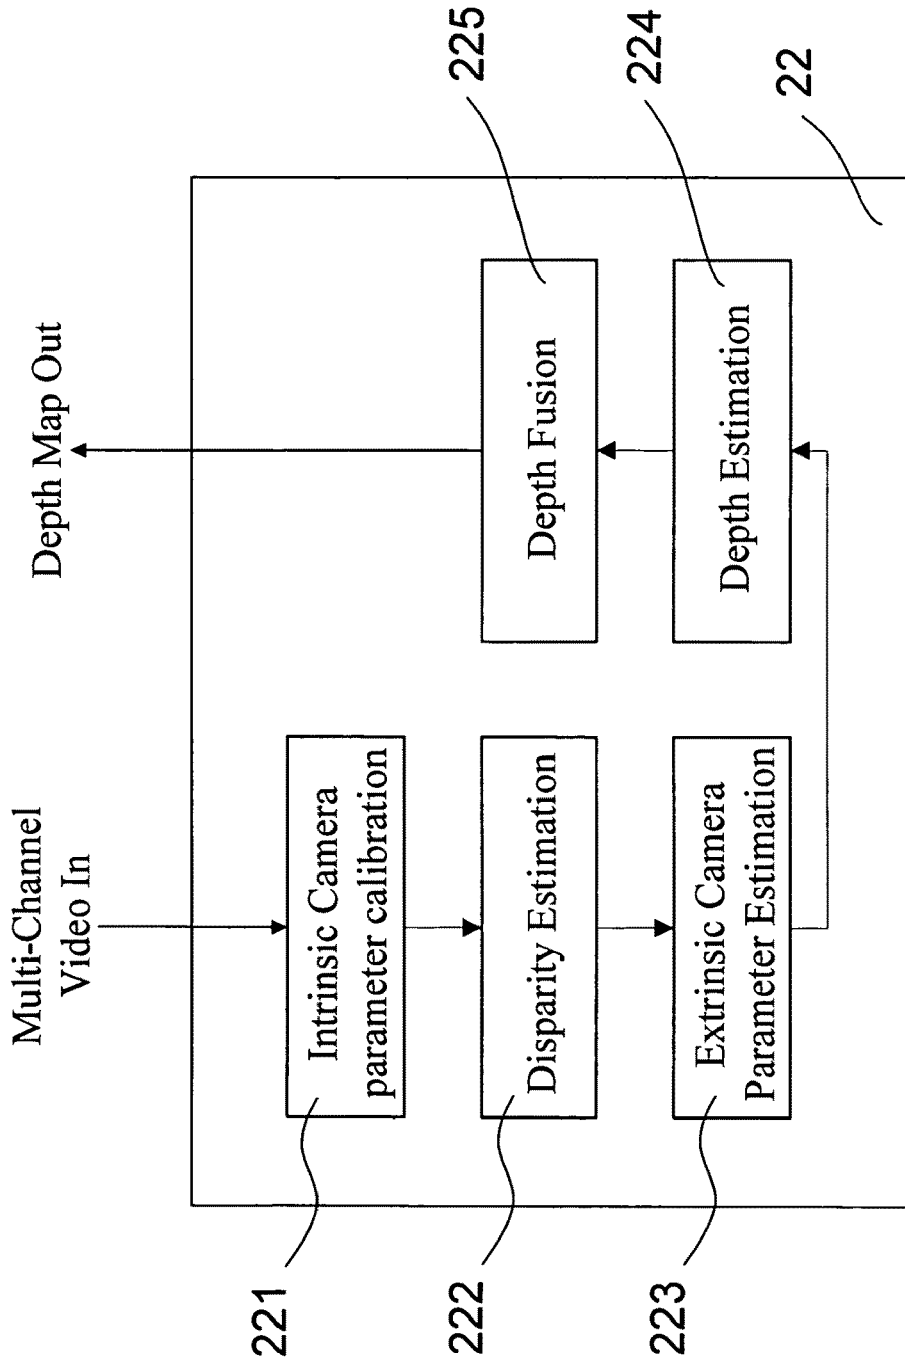 Multi-Channel
Video In
Depth Map Out
Intrinsic Camera
parameter calibration
Disparity Estimation
Extrinsic Camera
Parameter Estimation
Depth Fusion
Depth Estimation
221
222
223
225
224
22